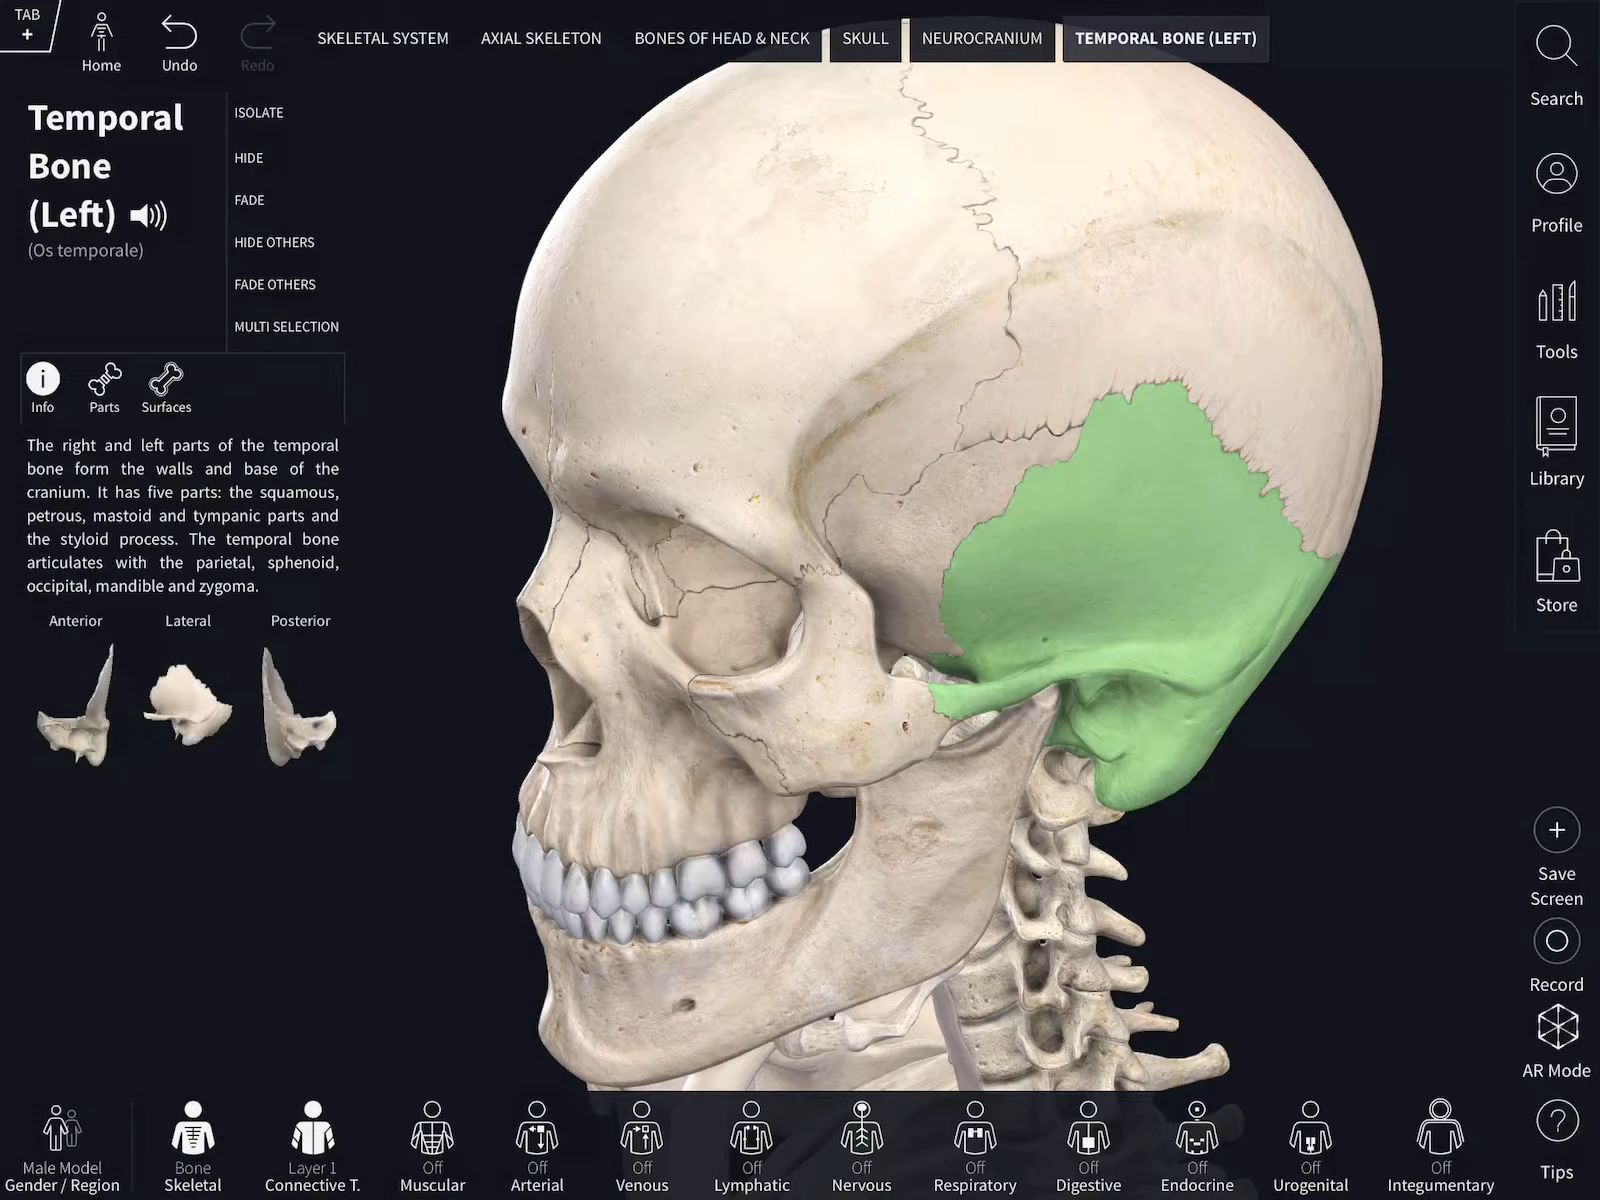 TAB
+
Home
Undo
Redo
SKELETAL SYSTEM
AXIAL SKELETON
BONES OF HEAD & NECK
SKULL
NEUROCRANIUM
TEMPORAL BONE (LEFT)
Temporal
Bone
(Left)
(Os temporale)
ISOLATE
HIDE
FADE
HIDE OTHERS
FADE OTHERS
MULTI SELECTION
i
Info
Parts
Surfaces
The right and left parts of the temporal
bone form the walls and base of the
cranium. It has five parts: the squamous,
petrous, mastoid and tympanic parts and
the styloid process. The temporal bone
articulates with the parietal, sphenoid,
occipital, mandible and zygoma.
Anterior
Lateral
Posterior
Search
Profile
Tools
Library
Store
+
Save
Screen
Record
AR Mode
?
Tips
Male Model
Gender / Region
Bone
Skeletal
Layer 1
Connective T.
Off
Muscular
Off
Arterial
Off
Venous
Off
Lymphatic
Off
Nervous
Off
Respiratory
Off
Digestive
Off
Endocrine
Off
Urogenital
Off
Integumentary